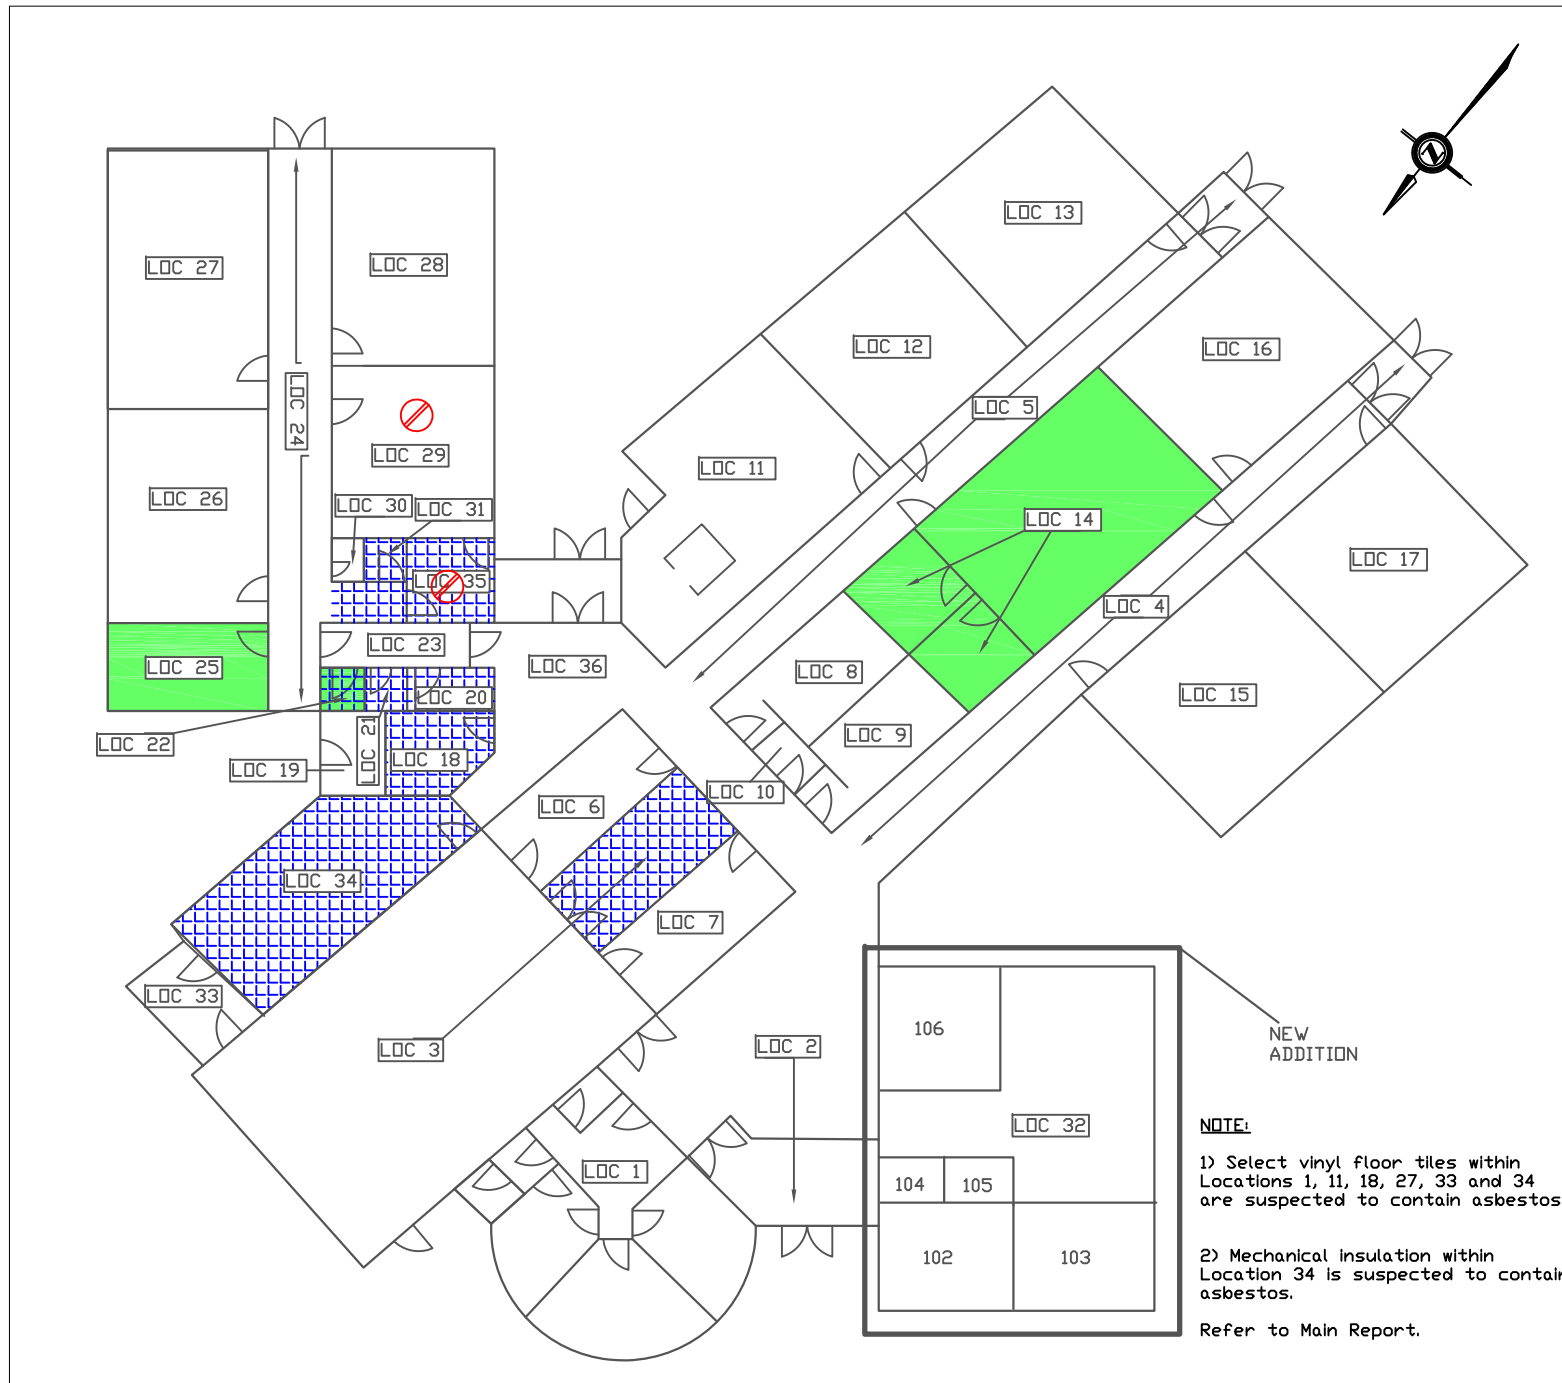 LOC 13
LOC 27
LOC 28
LOC 12
LOC 16
LOC 24
LOC 5
LOC 29
LOC 11
LOC 26
LOC 30
LOC 31
LOC 14
LOC 17
LOC 35
LOC 4
LOC 23
LOC 25
LOC 36
LOC 8
LOC 15
LOC 20
LOC 22
LOC 21
LOC 9
LOC 18
LOC 19
LOC 10
LOC 6
LOC 34
LOC 7
LOC 33
106
NEW
ADDITION
LOC 3
LOC 2
LOC 32
LOC 1
104
105
102
103
NOTE:
1) Select vinyl floor tiles within
Locations 1, 11, 18, 27, 33 and 34
are suspected to contain asbestos
2) Mechanical insulation within
Location 34 is suspected to contain
asbestos.
Refer to Main Report.